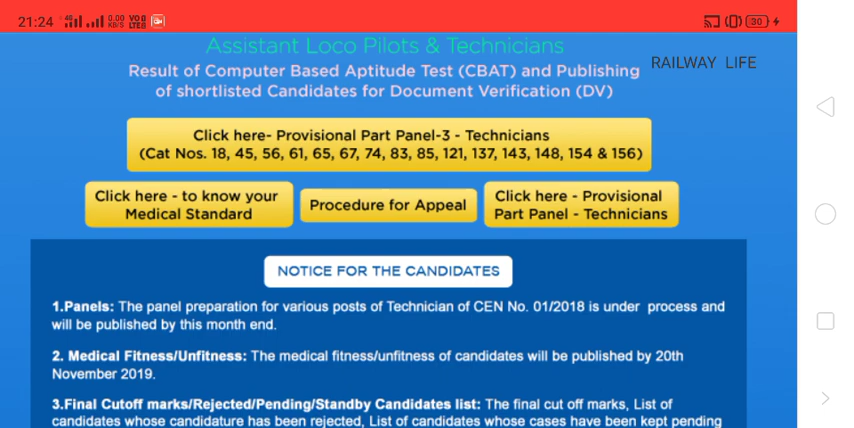 21:24 4G 0.00 KB/S VoD LTE 30
Assistant Loco Pilots & Technicians
Result of Computer Based Aptitude Test (CBAT) and Publishing
of shortlisted Candidates for Document Verification (DV)
RAILWAY LIFE
Click here- Provisional Part Panel-3 - Technicians
(Cat Nos. 18, 45, 56, 61, 65, 67, 74, 83, 85, 121, 137, 143, 148, 154 & 156)
Click here - to know your
Medical Standard
Procedure for Appeal
Click here - Provisional
Part Panel - Technicians
NOTICE FOR THE CANDIDATES
1.Panels: The panel preparation for various posts of Technician of CEN No. 01/2018 is under process and
will be published by this month end.
2. Medical Fitness/Unfitness: The medical fitness/unfitness of candidates will be published by 20th
November 2019.
3.Final Cutoff marks/Rejected/Pending/Standby Candidates list: The final cut off marks, List of
candidates whose candidature has been rejected, List of candidates whose cases have been kept pending